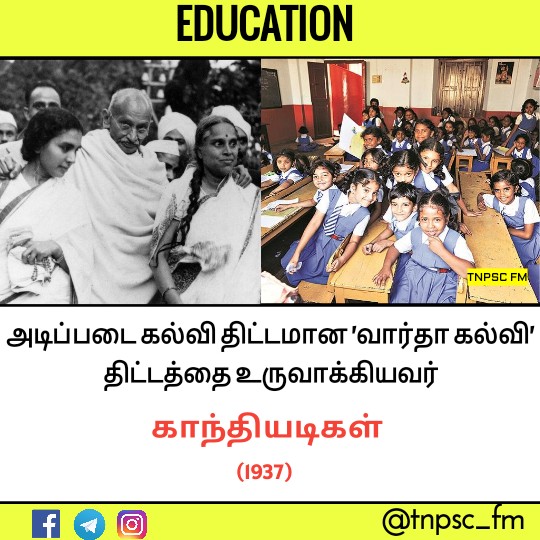 EDUCATION
TNPSC FM
அடிப்படை கல்வி திட்டமான 'வார்தா கல்வி'
திட்டத்தை உருவாக்கியவர்
காந்தியடிகள்
(1937)
@tnpsc_fm